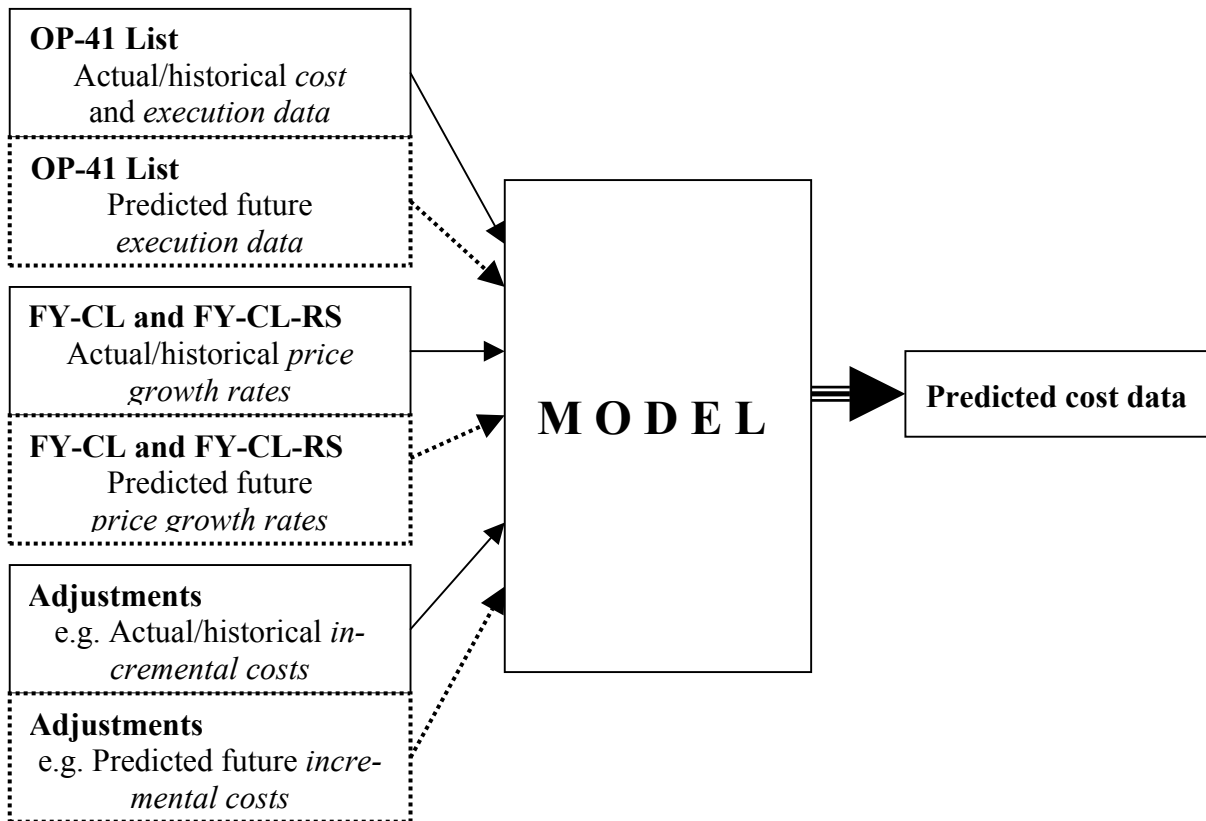 OP-41 List
Actual/historical cost
and execution data
OP-41 List
Predicted future
execution data
FY-CL and FY-CL-RS
Actual/historical price
growth rates
FY-CL and FY-CL-RS
Predicted future
price growth rates
Adjustments
e.g. Actual/historical in-
cremental costs
Adjustments
e.g. Predicted future incre-
mental costs
M O D E L
Predicted cost data